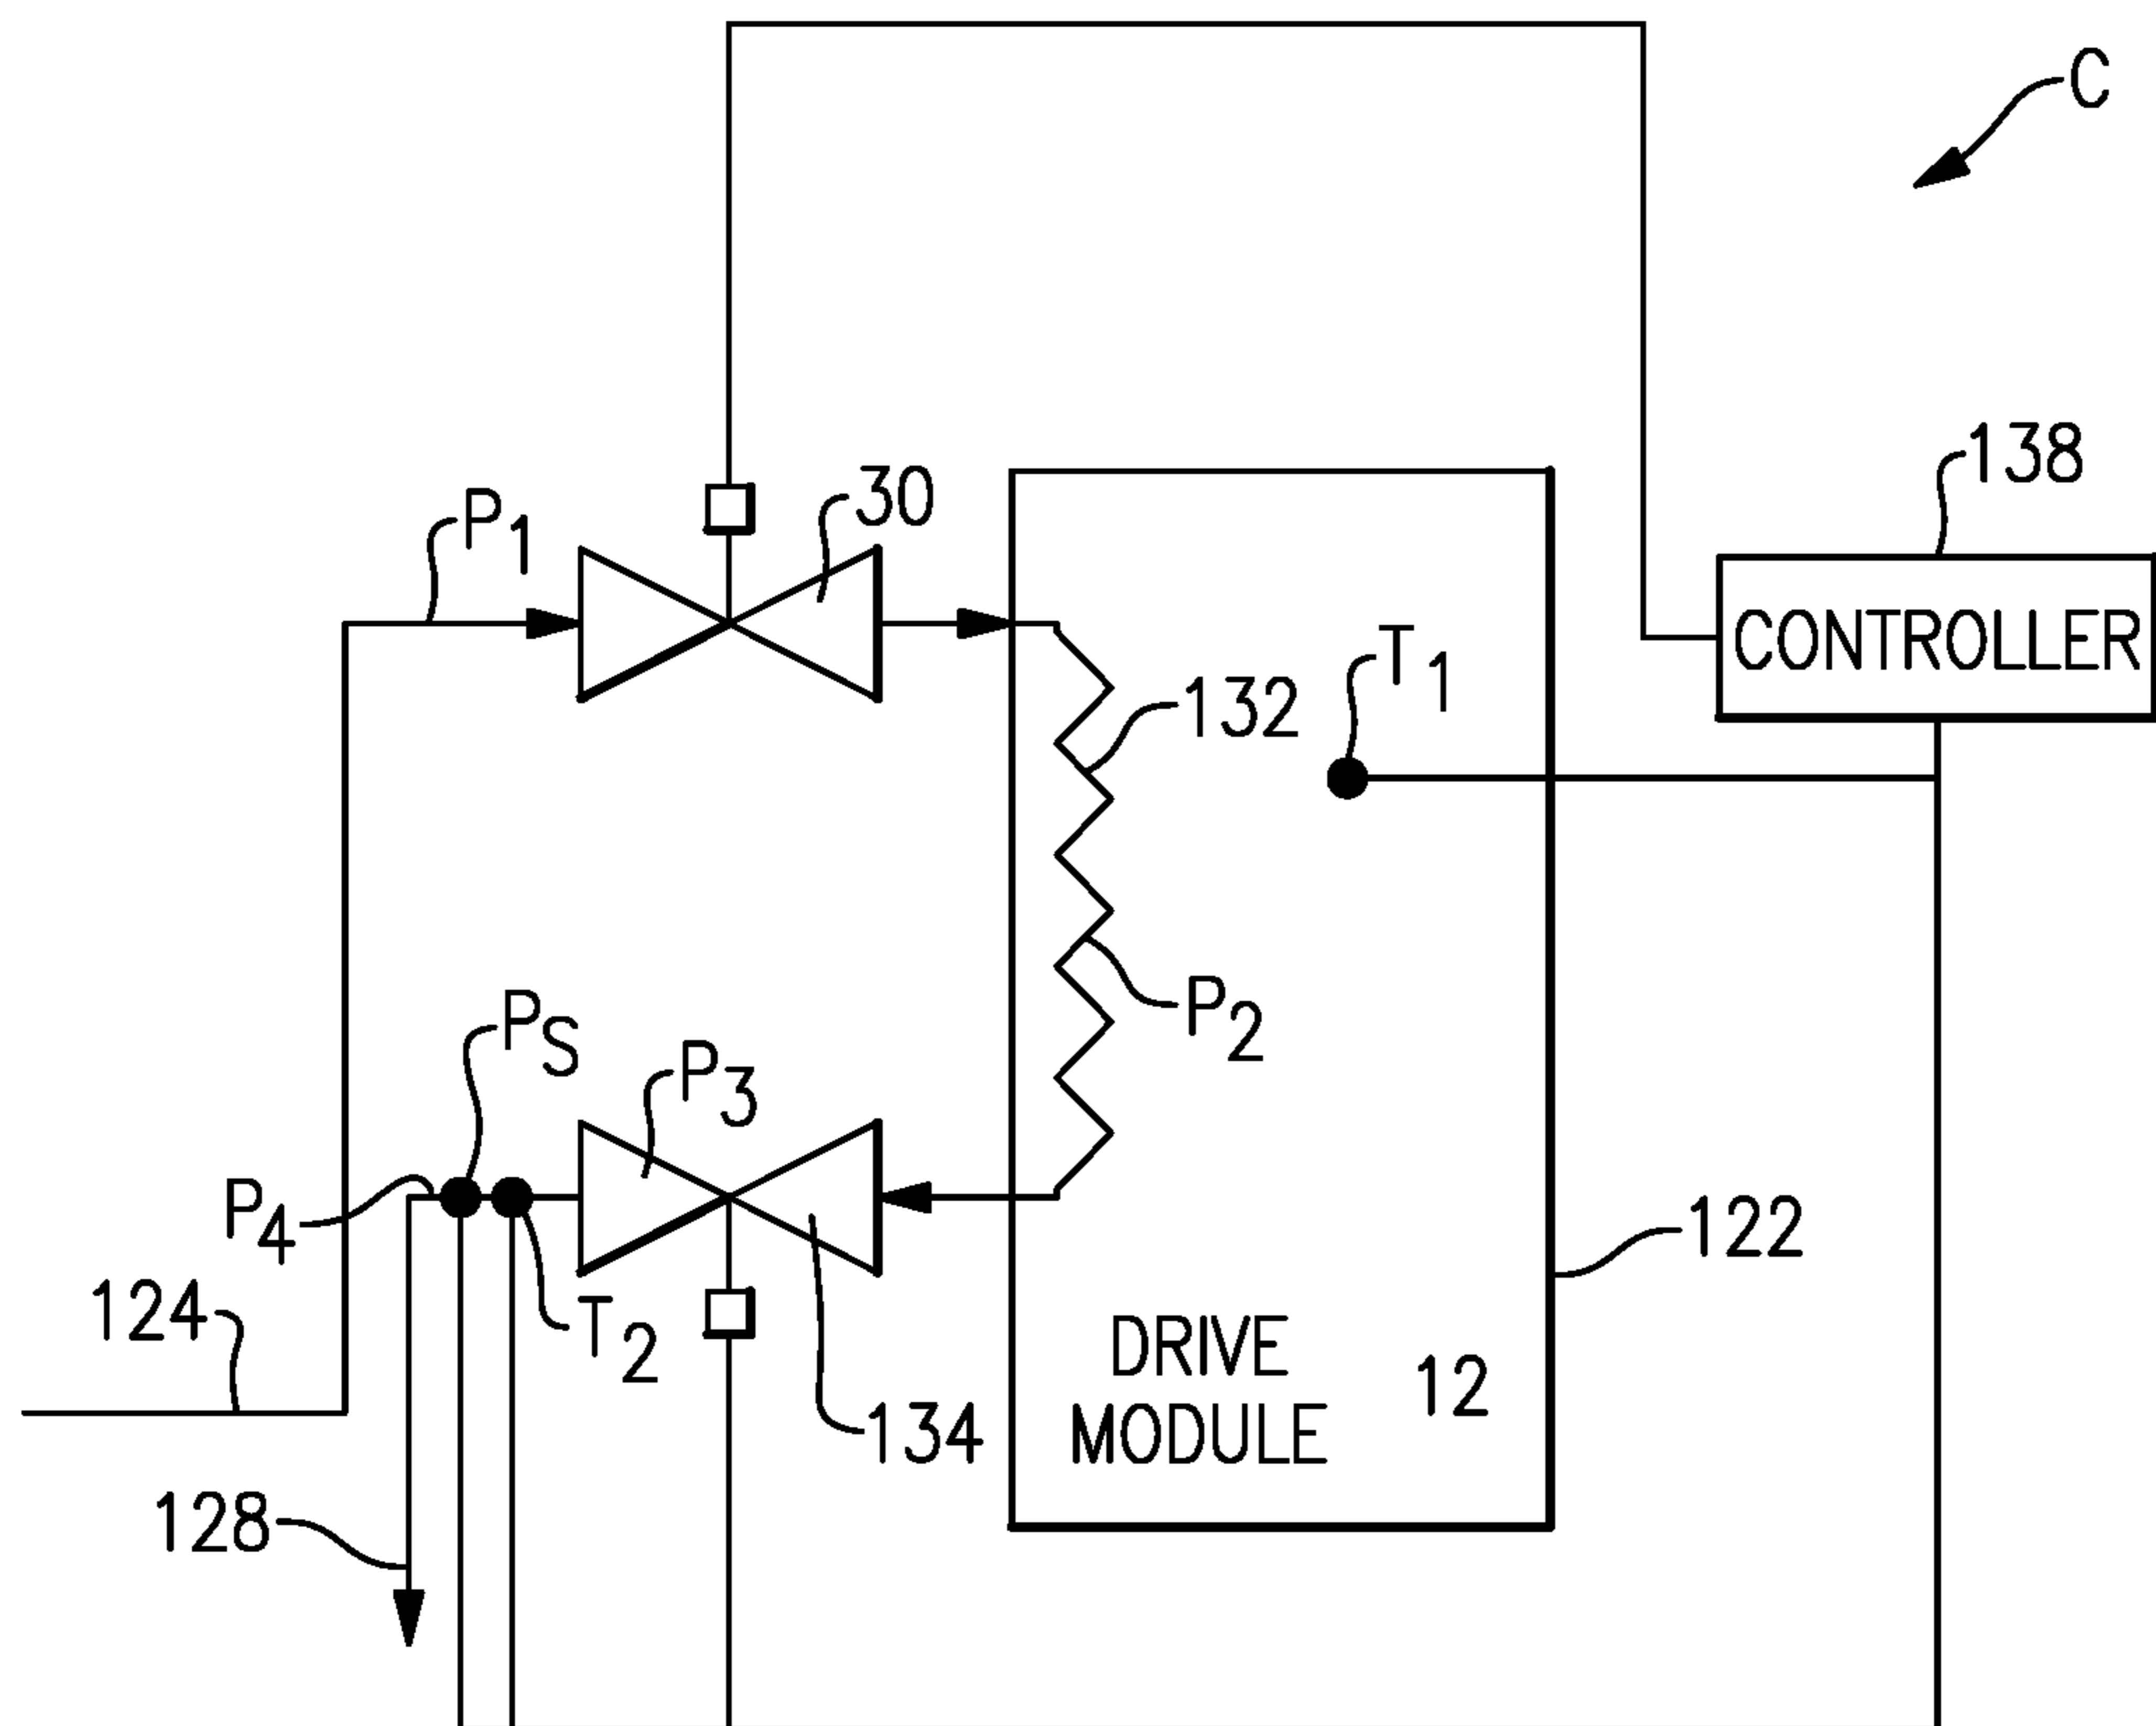 C
138
30
P1
CONTROLLER
T1
132
PS
P2
P3
P4
122
124
T2
DRIVE
MODULE
12
134
128